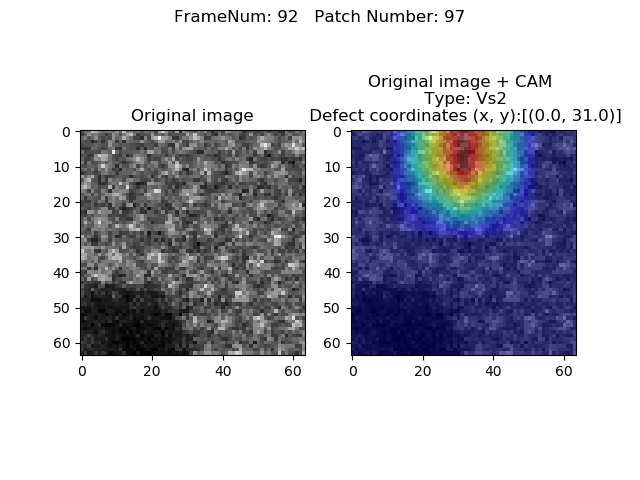 FrameNum: 92   Patch Number: 97
Original image
Original image + CAM
Type: Vs2
Defect coordinates (x, y):[(0.0, 31.0)]
0
10
20
30
40
50
60
0 20 40 60
0
10
20
30
40
50
60
0 20 40 60